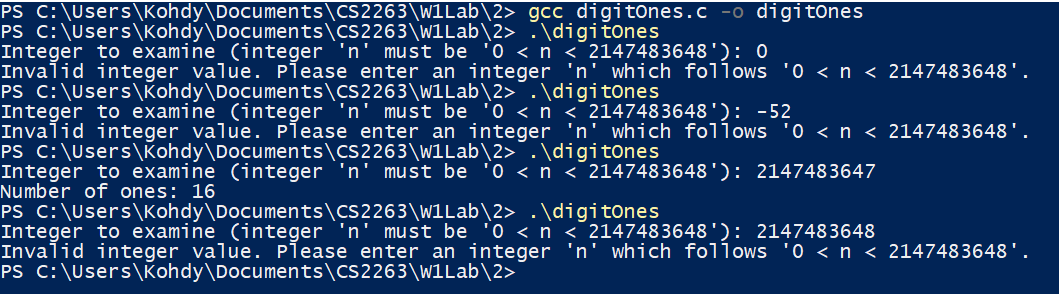 PS C:\Users\Kohdy\Documents\CS2263\W1Lab\2> gcc digitOnes.c -o digitOnes
PS C:\Users\Kohdy\Documents\CS2263\W1Lab\2> .\digitOnes
Integer to examine (integer 'n' must be '0 < n < 2147483648'): 0
Invalid integer value. Please enter an integer 'n' which follows '0 < n < 2147483648'.
PS C:\Users\Kohdy\Documents\CS2263\W1Lab\2> .\digitOnes
Integer to examine (integer 'n' must be '0 < n < 2147483648'): -52
Invalid integer value. Please enter an integer 'n' which follows '0 < n < 2147483648'.
PS C:\Users\Kohdy\Documents\CS2263\W1Lab\2> .\digitOnes
Integer to examine (integer 'n' must be '0 < n < 2147483648'): 2147483647
Number of ones: 16
PS C:\Users\Kohdy\Documents\CS2263\W1Lab\2> .\digitOnes
Integer to examine (integer 'n' must be '0 < n < 2147483648'): 2147483648
Invalid integer value. Please enter an integer 'n' which follows '0 < n < 2147483648'.
PS C:\Users\Kohdy\Documents\CS2263\W1Lab\2>